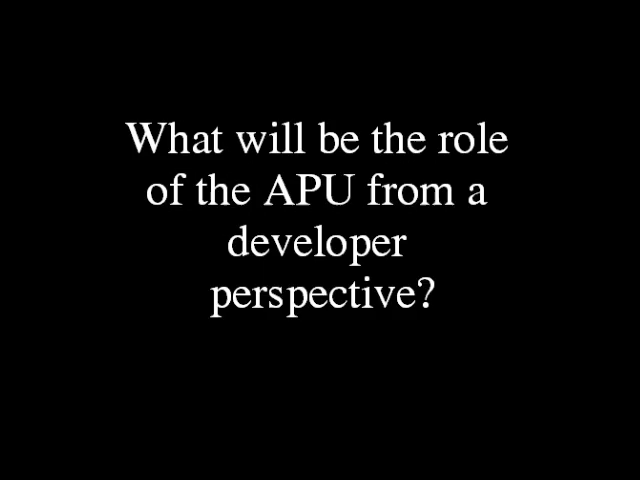 What will be the role
of the APU from a
developer
perspective?